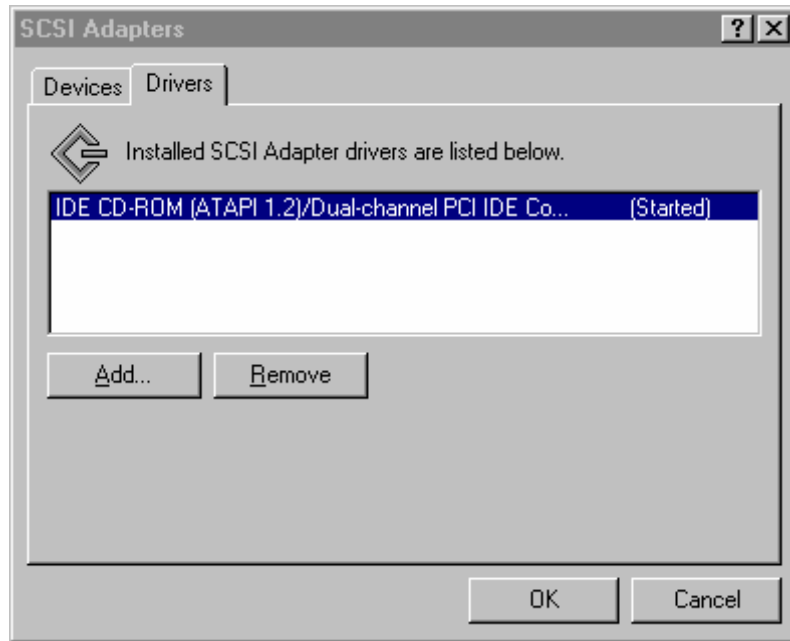 SCSI Adapters
Devices Drivers
Installed SCSI Adapter drivers are listed below.
IDE CD-ROM (ATAPI 1.2)/Dual-channel PCI IDE Co... (Started)
Add... Remove
OK Cancel